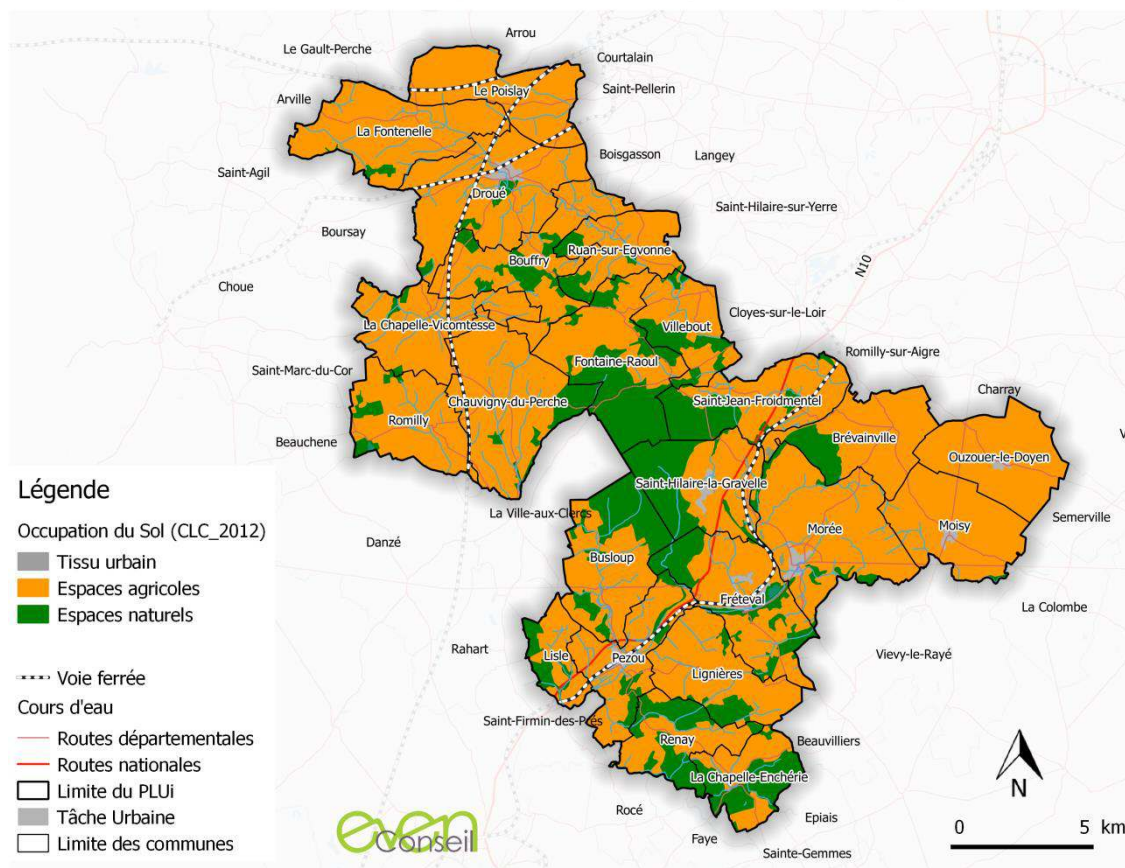 Arrou
Le Gault-Perche
Courtalain
Le Poislay
Saint-Pellerin
Arville
La Fontenelle
Boisgasson
Langey
Saint-Agil
Droué
Saint-Hilaire-sur-Yerre
Boursay
Ruan-sur-Egvonne
Bouffry
N10
Choue
Cloyes-sur-le-Loir
La Chapelle-Vicomtesse
Villebout
Romilly-sur-Aigre
Fontaine-Raoul
Saint-Marc-du-Cor
Charray
Chauvigny-du-Perche
Saint-Jean-Froidmentel
Romilly
Brévainville
V
Beauchene
Ouzouer-le-Doyen
Saint-Hilaire-la-Gravelle
Légende
La Ville-aux-Clercs
Semerville
Occupation du Sol (CLC_2012)
Danzé
Morée
Moisy
Tissu urbain
Busloup
Espaces agricoles
Fréteval
La Colombe
Espaces naturels
Rahart
Lisle
Pezou
Vievy-le-Rayé
Lignières
Voie ferrée
Cours d'eau
Saint-Firmin-des-Prés
Routes départementales
Renay
Beauvilliers
Routes nationales
La Chapelle-Enchérie
Limite du PLUi
N
Tâche Urbaine
Rocé
Epiais
even
Conseil
Faye
0 5 km
Limite des communes
Sainte-Gemmes